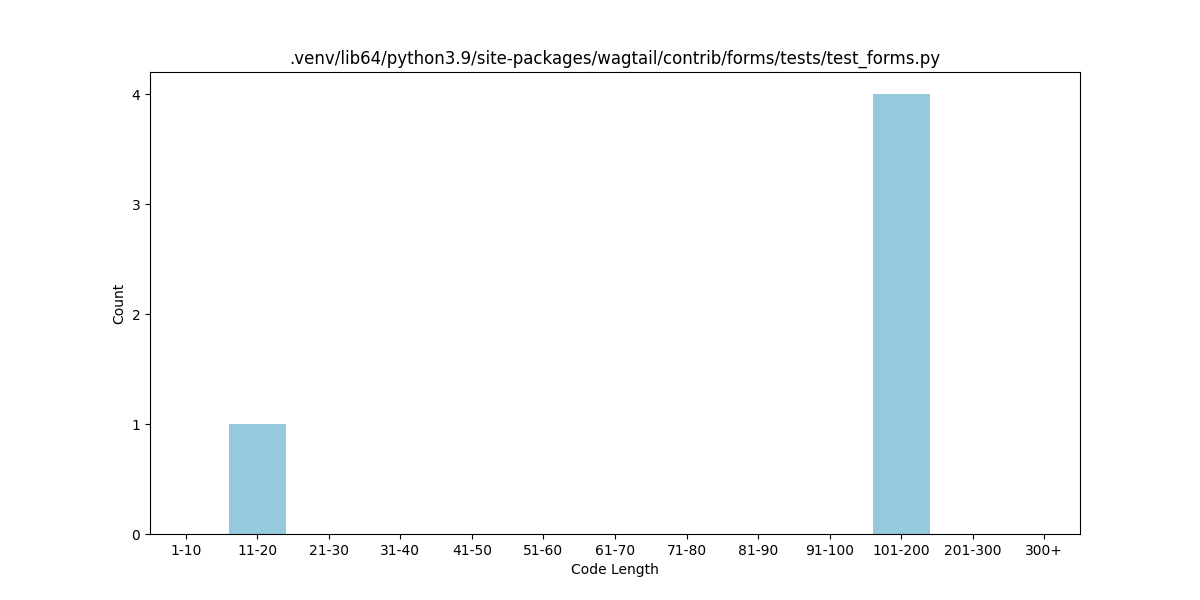 .venv/lib64/python3.9/site-packages/wagtail/contrib/forms/tests/test_forms.py
4
3
2
1
0
Count
1-10 11-20 21-30 31-40 41-50 51-60 61-70 71-80 81-90 91-100 101-200 201-300 300+
Code Length